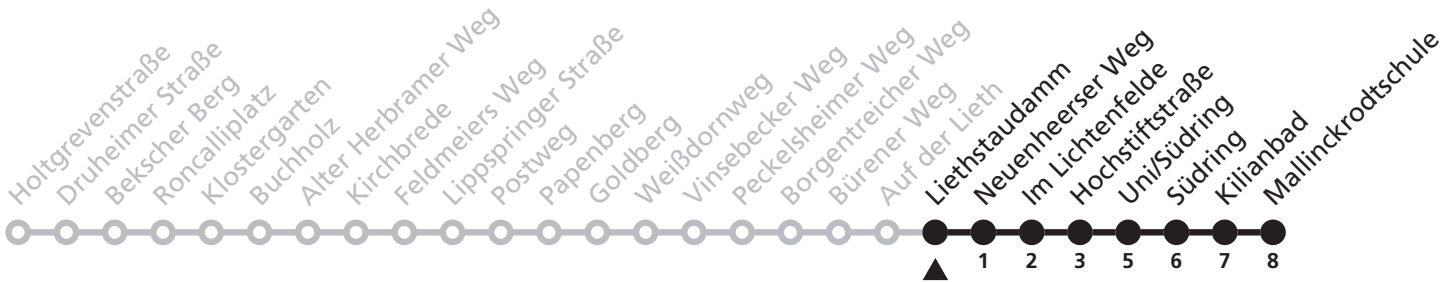 Holtgrevenstraße
Druheimer Straße
Bekscher Berg
Roncalliplatz
Klostergarten
Buchholz
Alter Herbramer Weg
Kirchbrede
Feldmeiers Weg
Lippspringer Straße
Postweg
Papenberg
Goldberg
Weißdornweg
Vinsebecker Weg
Peckelsheimer Weg
Borgentreicher Weg
Bürener Weg
Auf der Lieth
Liethstaudamm
Neuenheerser Weg
Im Lichtenfelde
Hochstiftstraße
Uni/Südring
Südring
Kilianbad
Mallinckrodtschule
1 2 3 5 6 7 8